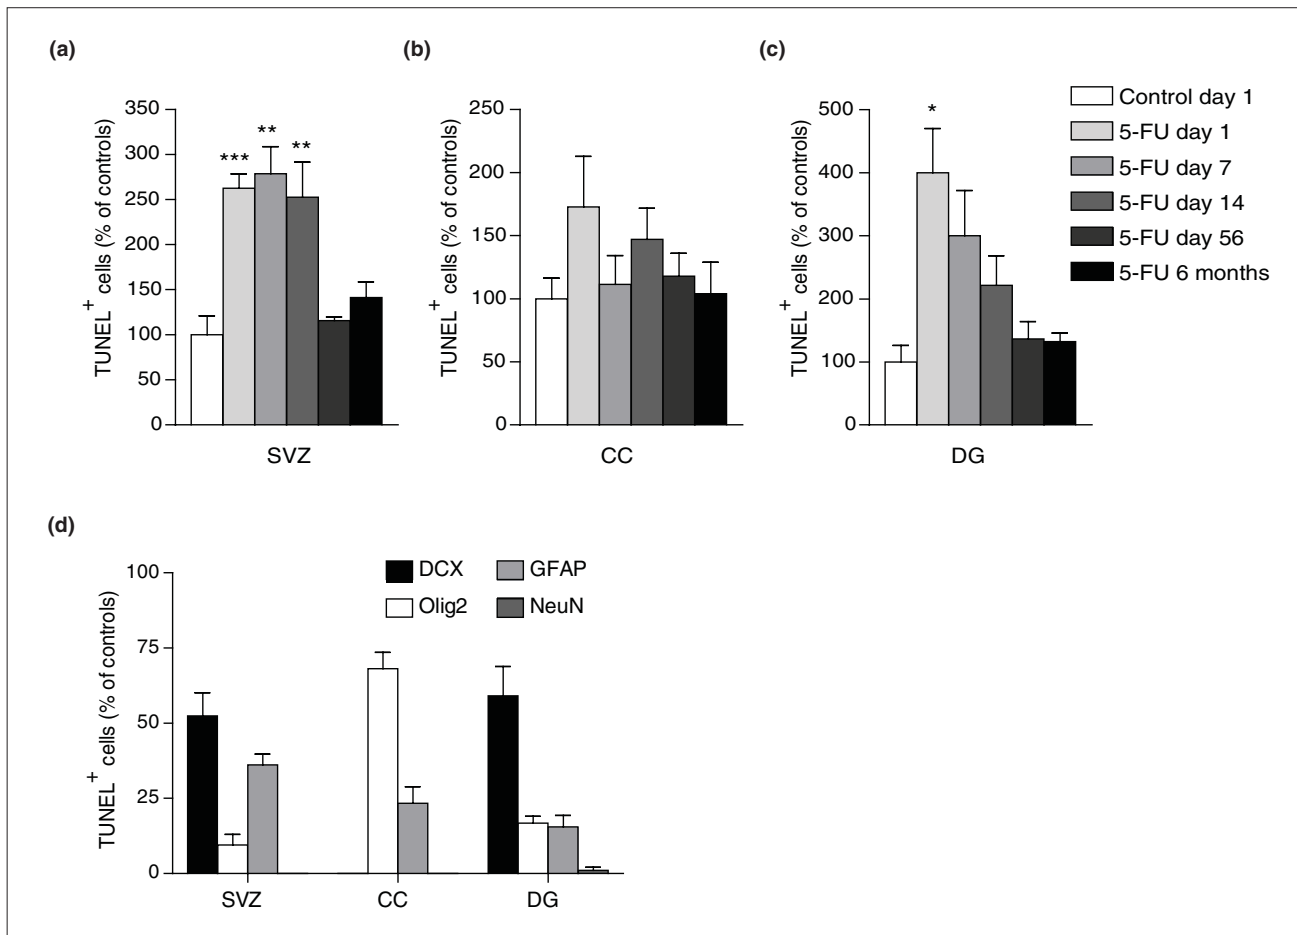 (a)
350
300
250
200
150
100
50
0
TUNEL+ cells (% of controls)
***
**
**
SVZ
(b)
250
200
150
100
50
0
TUNEL+ cells (% of controls)
CC
(c)
500
400
300
200
100
0
TUNEL+ cells (% of controls)
*
DG
Control day 1
5-FU day 1
5-FU day 7
5-FU day 14
5-FU day 56
5-FU 6 months
(d)
100
75
50
25
0
TUNEL+ cells (% of controls)
DCX
GFAP
Olig2
NeuN
SVZ
CC
DG